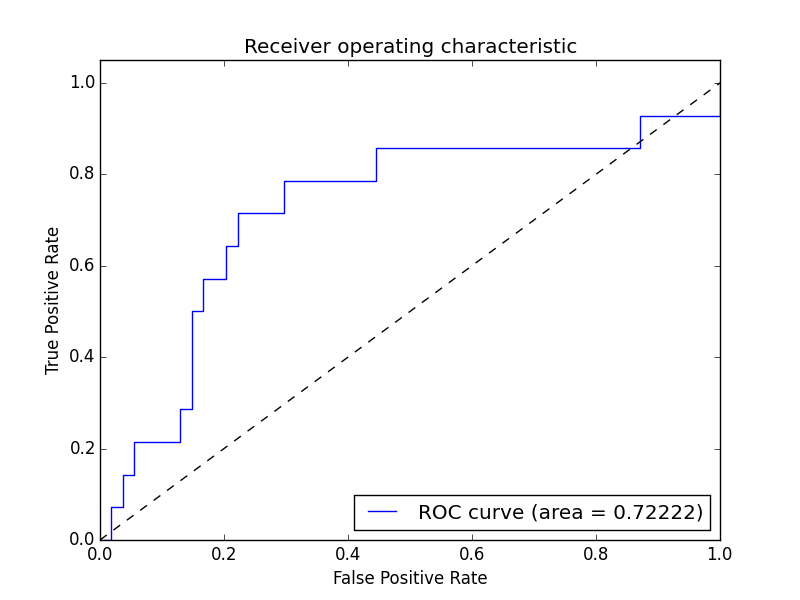 Receiver operating characteristic
1.0
0.8
0.6
0.4
0.2
0.0
True Positive Rate
ROC curve (area = 0.72222)
0.0 0.2 0.4 0.6 0.8 1.0
False Positive Rate